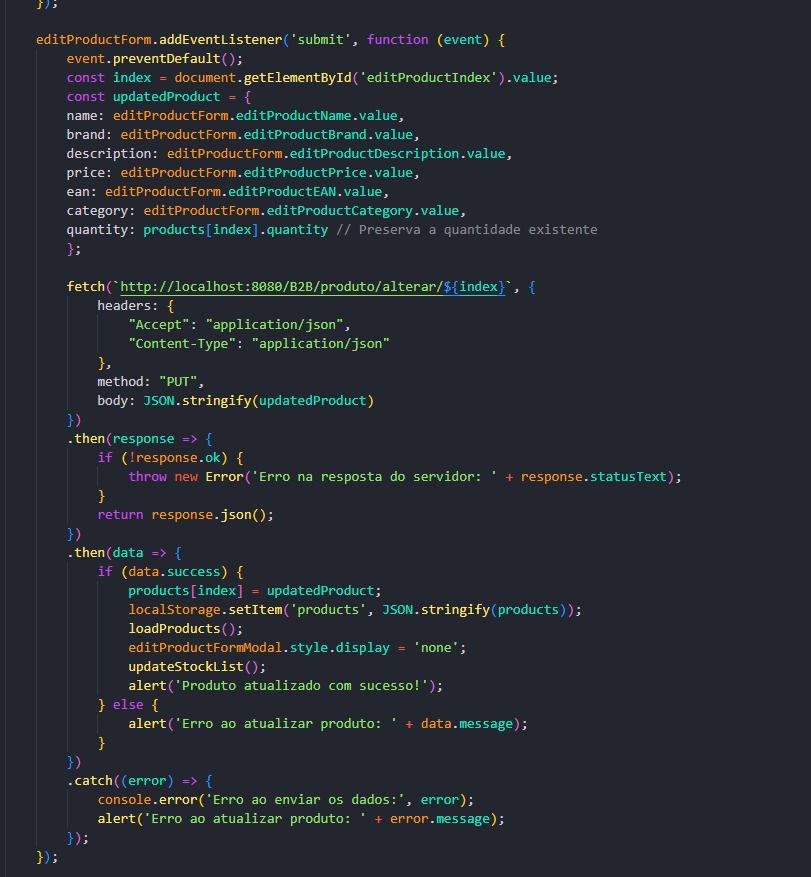 });
editProductForm.addEventListener('submit', function (event) {
event.preventDefault();
const index = document.getElementById('editProductIndex').value;
const updatedProduct = {
name: editProductForm.editProductName.value,
brand: editProductForm.editProductBrand.value,
description: editProductForm.editProductDescription.value,
price: editProductForm.editProductPrice.value,
ean: editProductForm.editProductEAN.value,
category: editProductForm.editProductCategory.value,
quantity: products[index].quantity // Preserva a quantidade existente
};
fetch(`http://localhost:8080/B2B/produto/alterar/${index}`, {
headers: {
"Accept": "application/json",
"Content-Type": "application/json"
},
method: "PUT",
body: JSON.stringify(updatedProduct)
})
.then(response => {
if (!response.ok) {
throw new Error('Erro na resposta do servidor: ' + response.statusText);
}
return response.json();
})
.then(data => {
if (data.success) {
products[index] = updatedProduct;
localStorage.setItem('products', JSON.stringify(products));
loadProducts();
editProductFormModal.style.display = 'none';
updateStockList();
alert('Produto atualizado com sucesso!');
} else {
alert('Erro ao atualizar produto: ' + data.message);
}
})
.catch((error) => {
console.error('Erro ao enviar os dados:', error);
alert('Erro ao atualizar produto: ' + error.message);
});
});